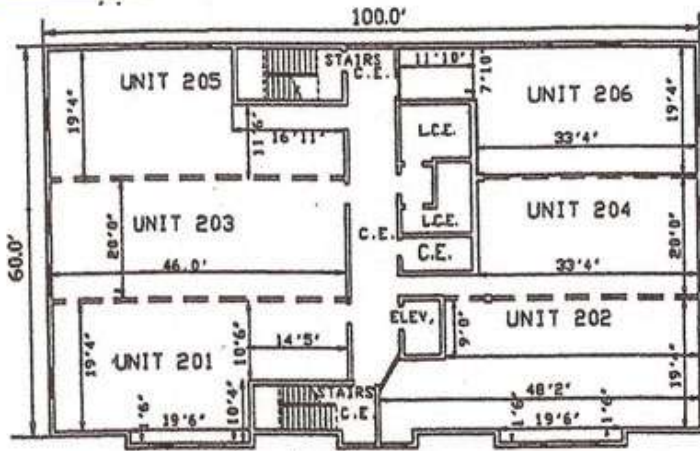 100.0'
STAIRS
C.E.
11'10"
7'10"
UNIT 205
UNIT 206
19'4"
19'4"
11'6"
16'11"
L.C.E.
33'4"
UNIT 203
UNIT 204
20'0"
20'0"
60.0'
L.C.E.
C.E.
C.E.
46.0'
33'4"
ELEV.
9'0"
UNIT 202
19'4"
UNIT 201
10'6"
14'5"
19'4"
10'4"
STAIRS
C.E.
48'2"
1'6"
19'6"
1'6"
1'6"
19'6"
1'6"